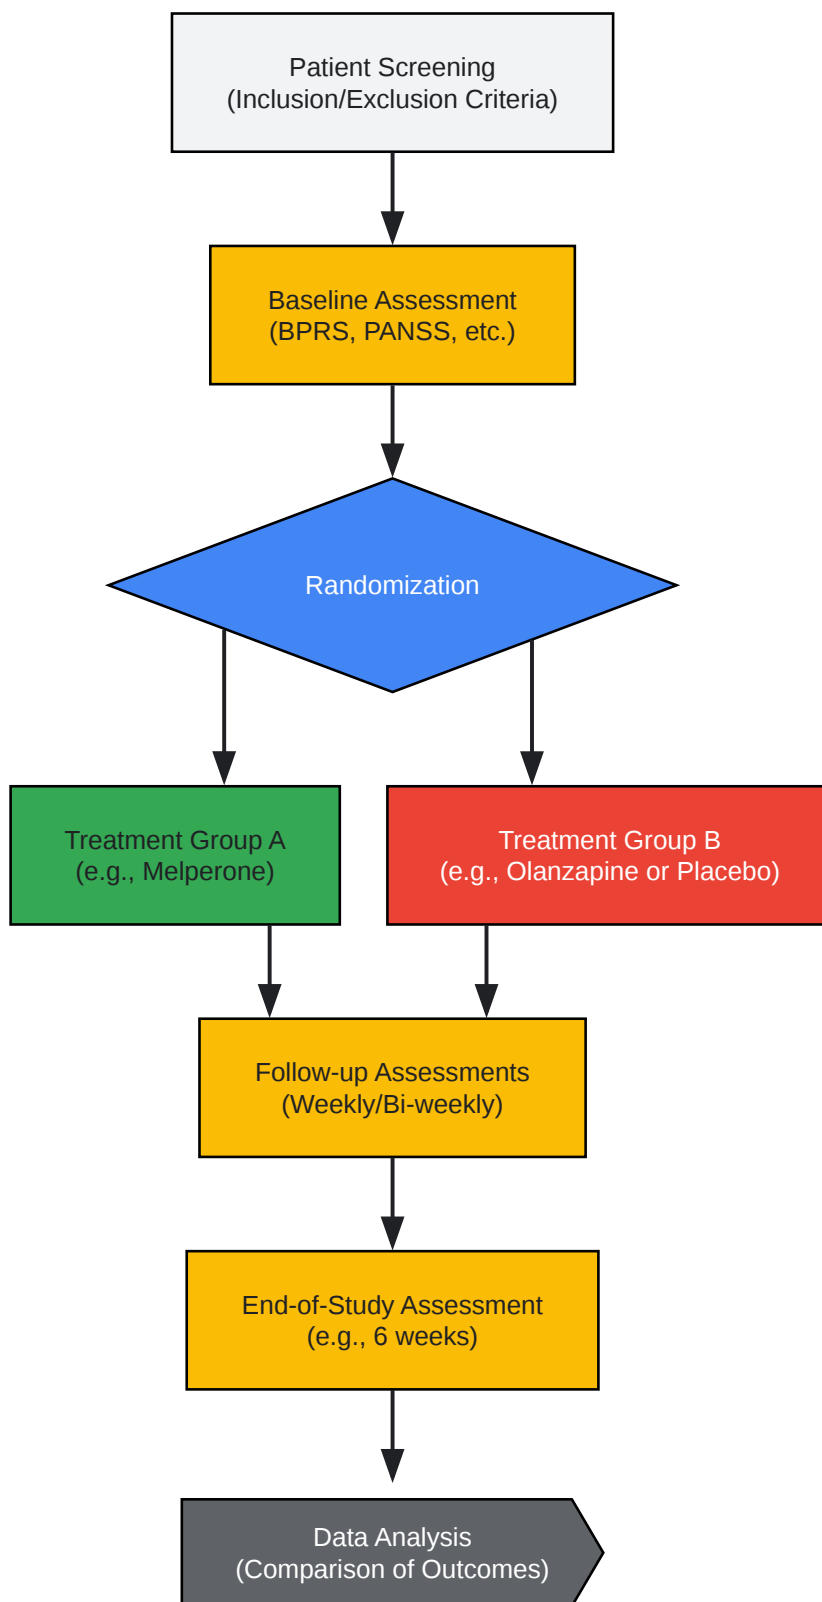 Patient Screening
(Inclusion/Exclusion Criteria)
Baseline Assessment
(BPRS, PANSS, etc.)
Randomization
Treatment Group A
(e.g., Melperone)
Treatment Group B
(e.g., Olanzapine or Placebo)
Follow-up Assessments
(Weekly/Bi-weekly)
End-of-Study Assessment
(e.g., 6 weeks)
Data Analysis
(Comparison of Outcomes)